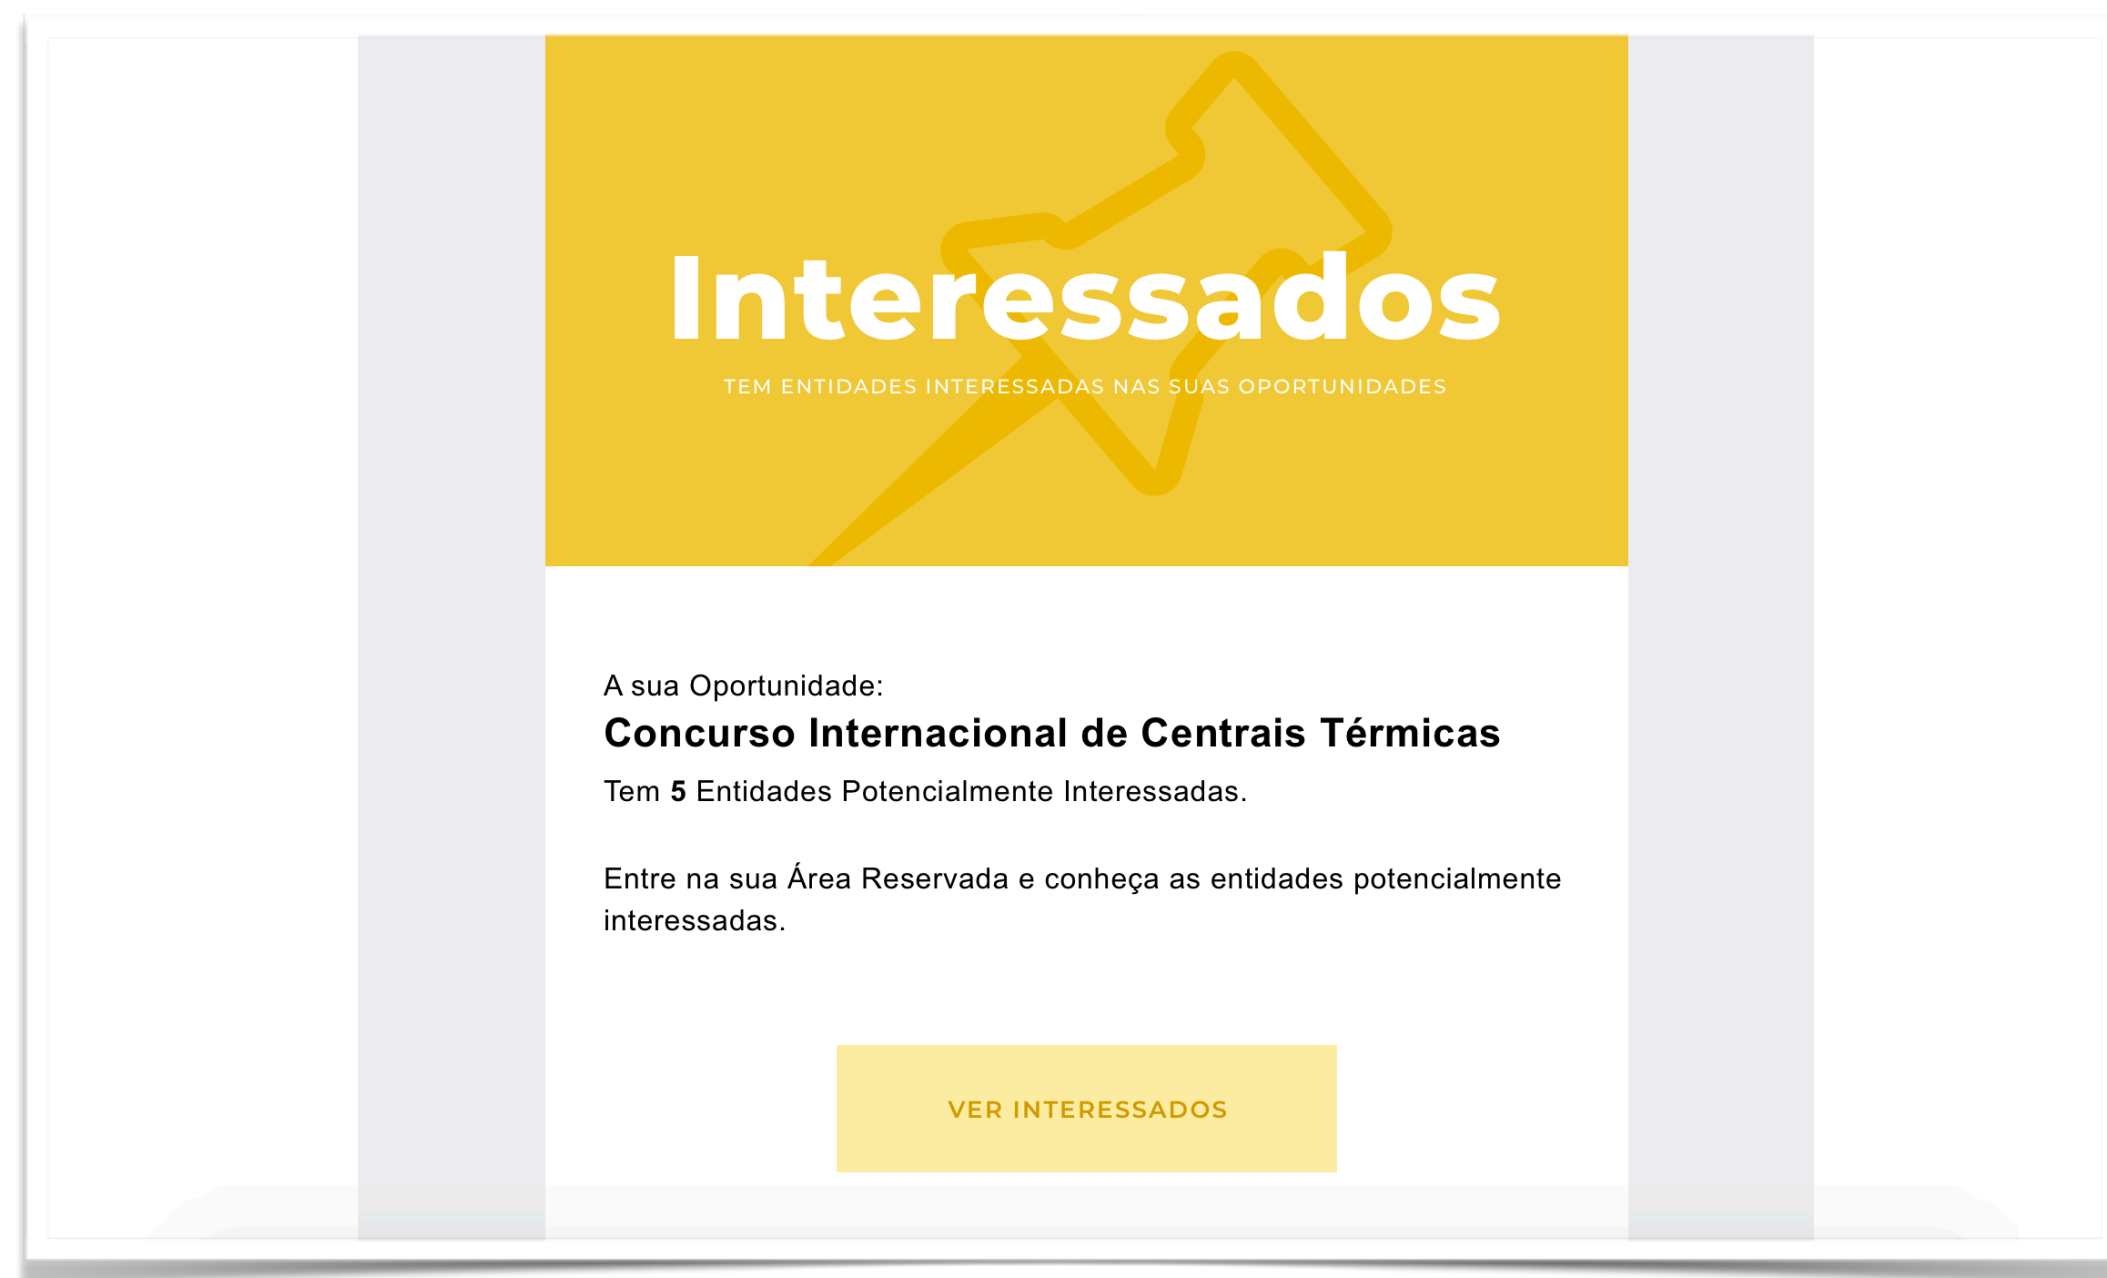 Interessados
TEM ENTIDADES INTERESSADAS NAS SUAS OPORTUNIDADES
A sua Oportunidade:
Concurso Internacional de Centrais Térmicas
Tem 5 Entidades Potencialmente Interessadas.
Entre na sua Área Reservada e conheça as entidades potencialmente
interessadas.
VER INTERESSADOS